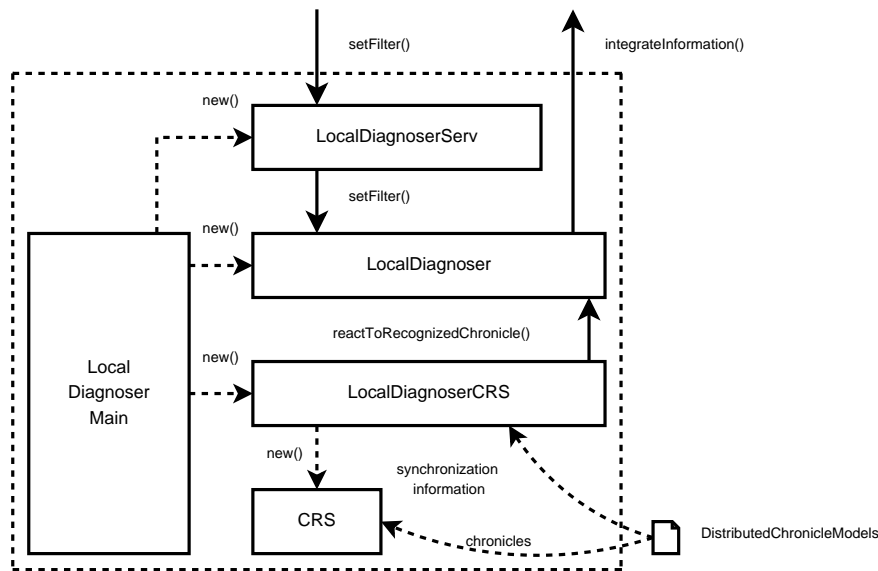 setFilter()
integrateInformation()
new()
LocalDiagnoserServ
setFilter()
new()
LocalDiagnoser
reactToRecognizedChronicle()
new()
Local
Diagnoser
Main
LocalDiagnoserCRS
new()
synchronization
information
CRS
chronicles
DistributedChronicleModels